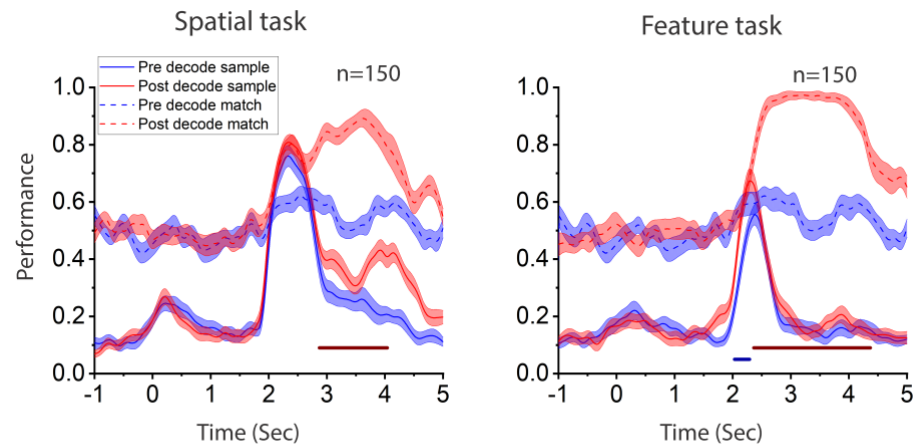 Spatial task
Feature task
Pre decode sample
Post decode sample
Pre decode match
Post decode match
n=150
n=150
Performance
1.0
0.8
0.6
0.4
0.2
0.0
-1 0 1 2 3 4 5
Time (Sec)
1.0
0.8
0.6
0.4
0.2
0.0
-1 0 1 2 3 4 5
Time (Sec)